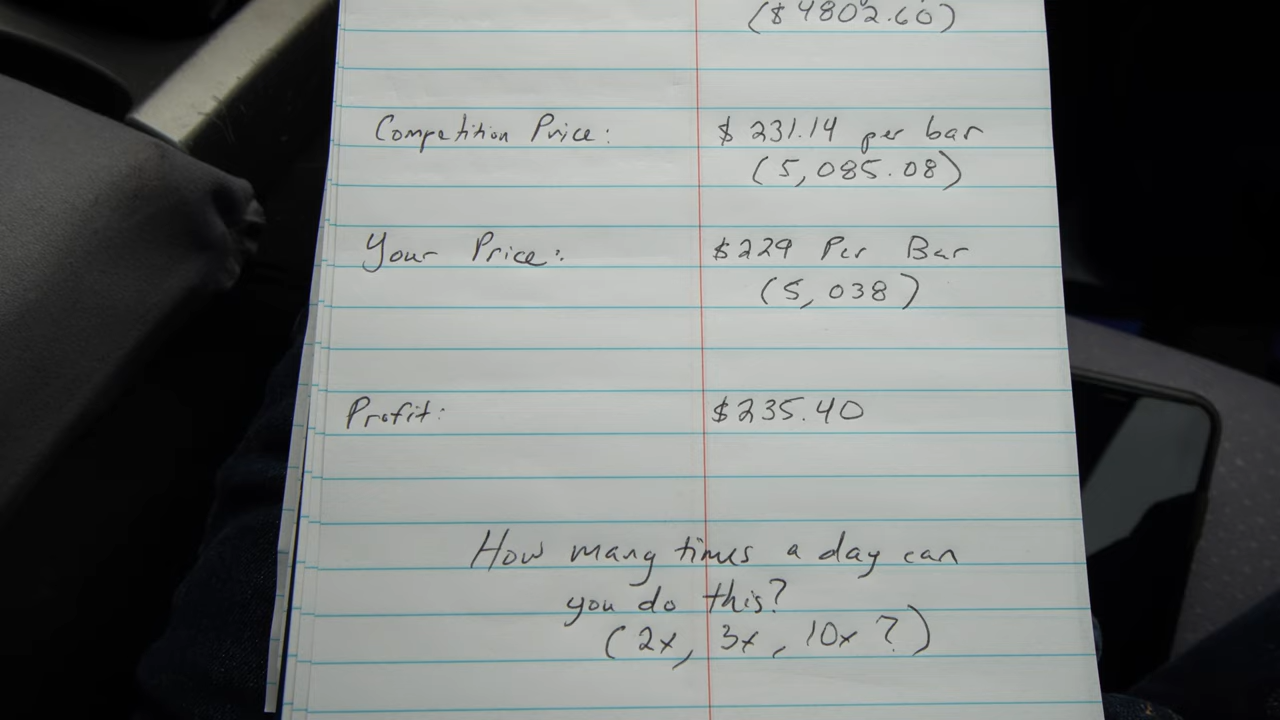 ($4802.60)
Competition Price: $231.14 per bar
(5,085.08)
Your Price: $229 Per Bar
(5,038)
Profit: $235.40
How many times a day can
you do this?
(2x, 3x, 10x ?)